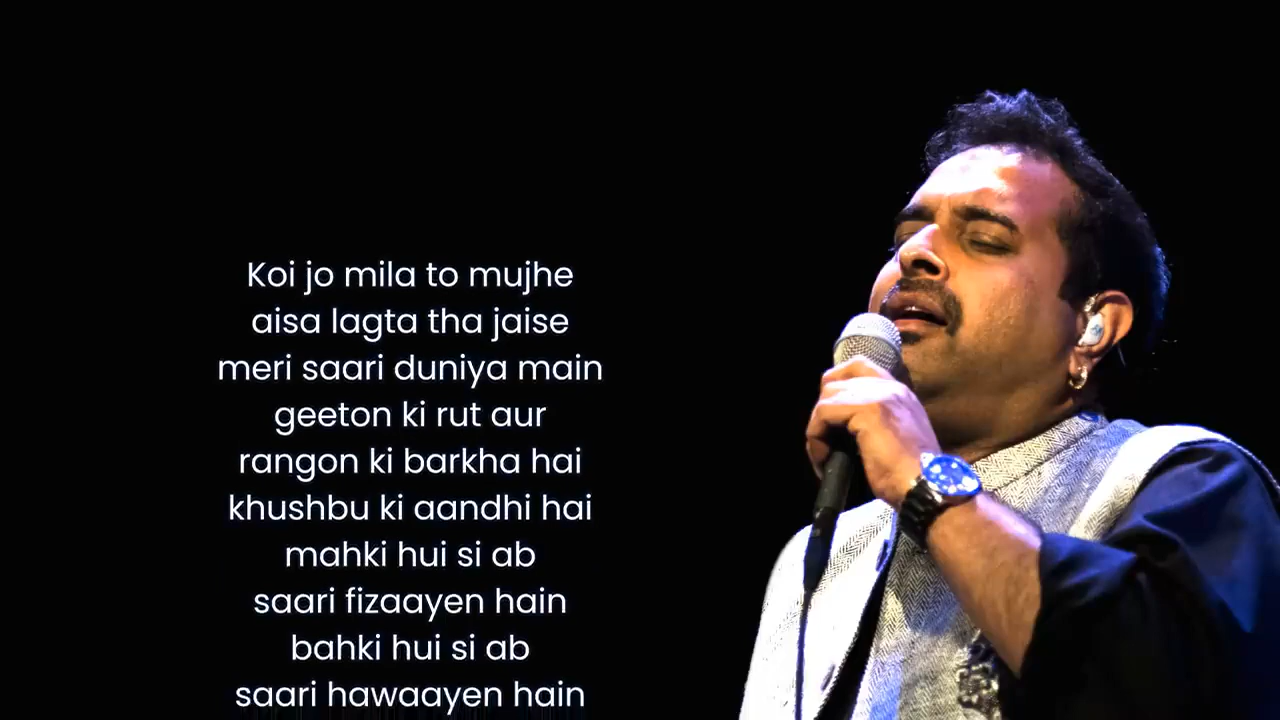 Koi jo mila to mujhe
aisa lagta tha jaise
meri saari duniya main
geeton ki rut aur
rangon ki barkha hai
khushbu ki aandhi hai
mahki hui si ab
saari fizaayen hain
bahki hui si ab
saari hawaayen hain